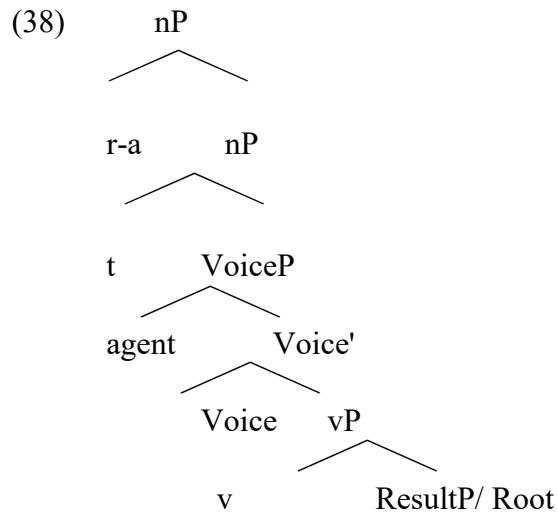 (38) nP
r-a nP
t VoiceP
agent Voice'
Voice vP
v ResultP/ Root